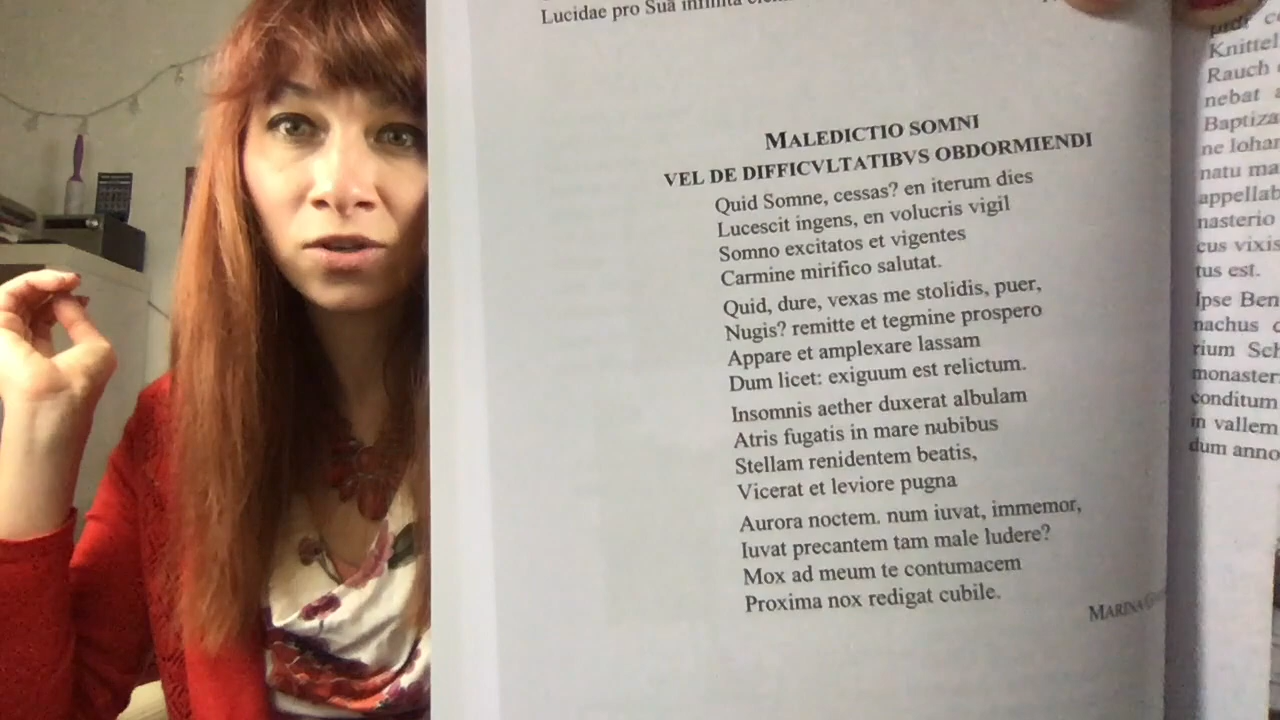 Lucidae pro Suā infinita
MALEDICTIO SOMNI
VEL DE DIFFICVLTATIBVS OBDORMIENDI
Quid Somne, cessas? en iterum dies
Lucescit ingens, en volucris vigil
Somno excitatos et vigentes
Carmine mirifico salutat.
Quid, dure, vexas me stolidis, puer,
Nugis? remitte et tegmine prospero
Appare et amplexare lassam
Dum licet: exiguum est relictum.
Insomnis aether duxerat albulam
Atris fugatis in mare nubibus
Stellam renidentem beatis,
Vicerat et leviore pugna
Aurora noctem. num iuvat, immemor,
Iuvat precantem tam male ludere?
Mox ad meum te contumacem
Proxima nox redigat cubile.
MARINA
Knittel
Rauch
nebat
Baptiza
ne Iohan
natu ma
appellab
nasterio
cus vixis
tus est.
Ipse Ben
nachus
rium Sch
monaster
conditum
in vallem
dum anno